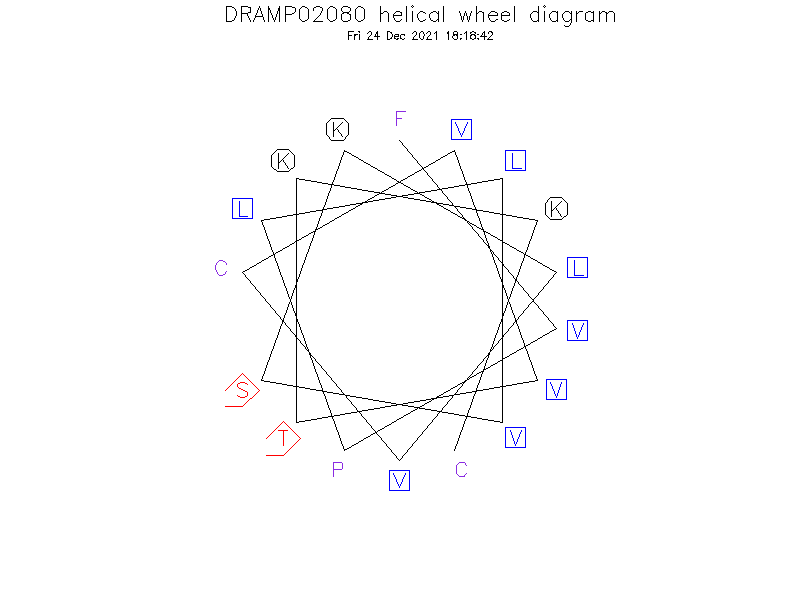 DRAMP02080 helical wheel diagram
Fri 24 Dec 2021 18:18:42
F
K V
K L
L K
C L
V
S V
T V
P C
V